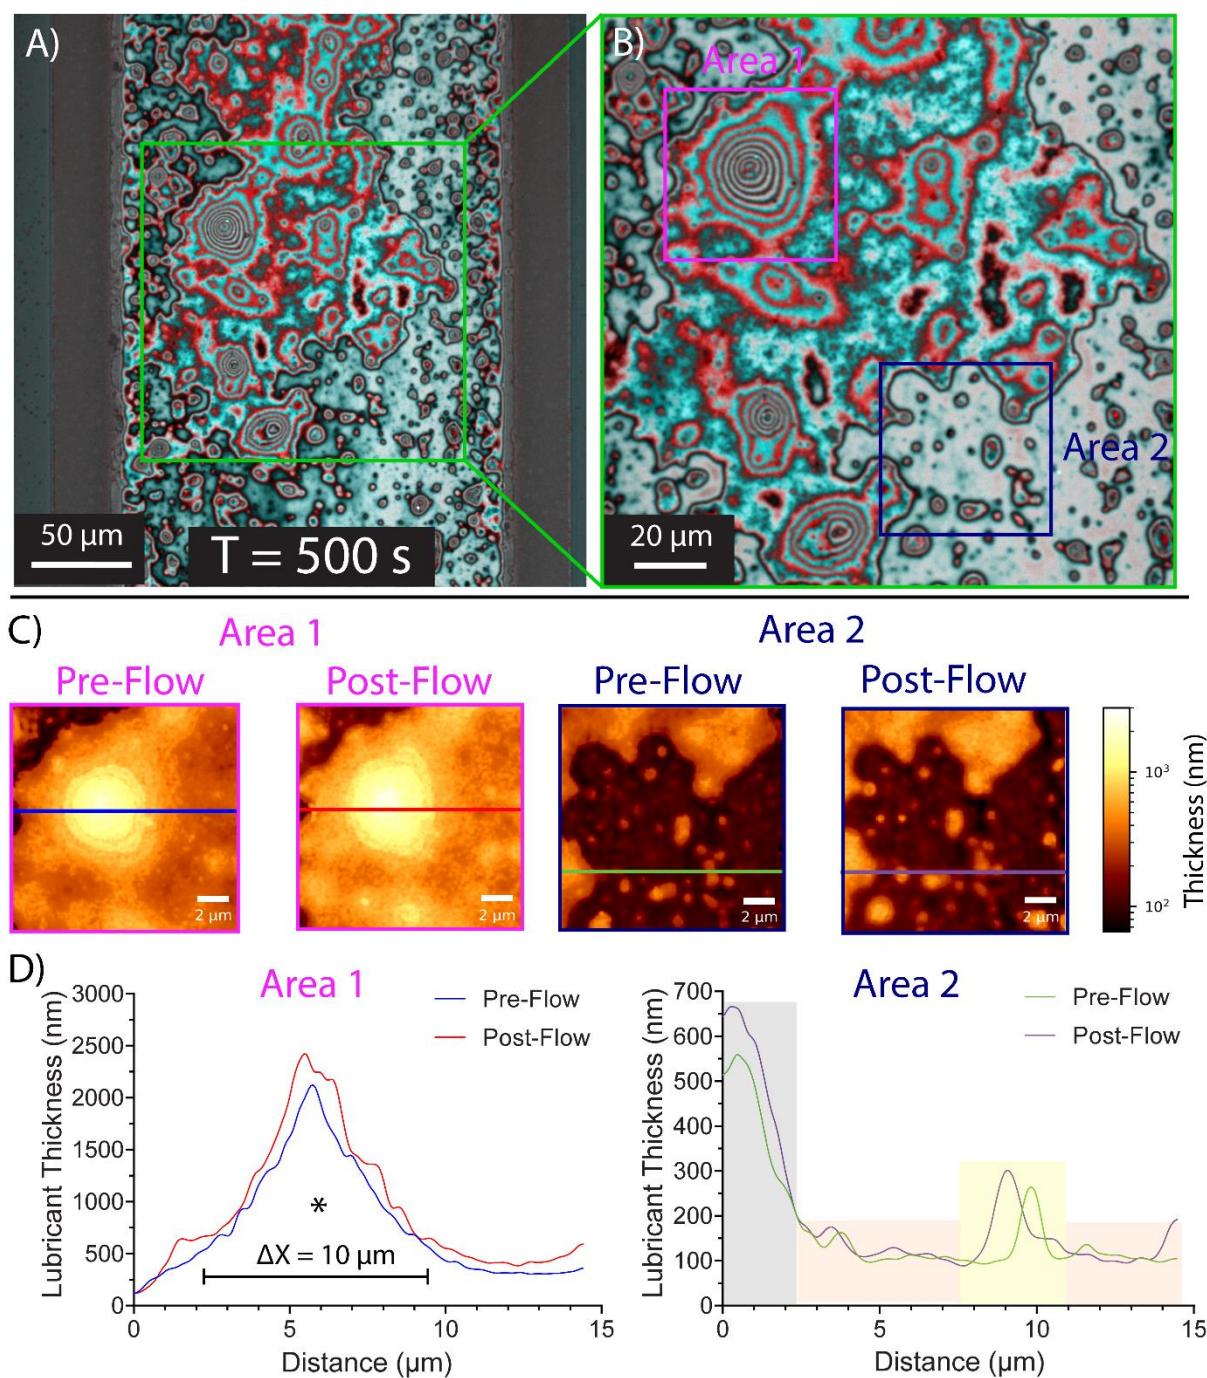 A)
50 µm
T = 500 s
B)
Area 1
Area 2
20 µm
C)
Area 1
Area 2
Pre-Flow
Post-Flow
Pre-Flow
Post-Flow
2 µm
2 µm
2 µm
2 µm
10³
10²
Thickness (nm)
D)
Area 1
Lubricant Thickness (nm)
3000
2500
2000
1500
1000
500
0
Pre-Flow
Post-Flow
*
ΔX = 10 µm
0
5
10
15
Distance (µm)
Area 2
Lubricant Thickness (nm)
700
600
500
400
300
200
100
0
Pre-Flow
Post-Flow
0
5
10
15
Distance (µm)